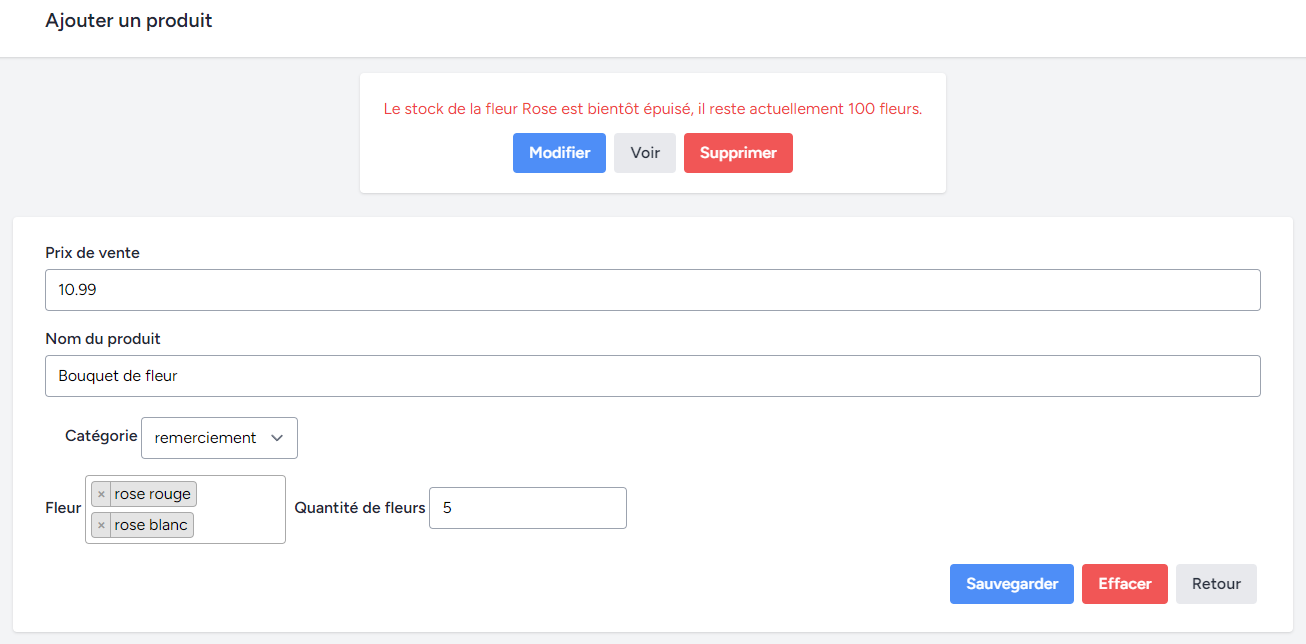 Ajouter un produit
Le stock de la fleur Rose est bientôt épuisé, il reste actuellement 100 fleurs.
Modifier Voir Supprimer
Prix de vente
10.99
Nom du produit
Bouquet de fleur
Catégorie remerciement
× rose rouge
Fleur Quantité de fleurs 5
× rose blanc
Sauvegarder Effacer Retour